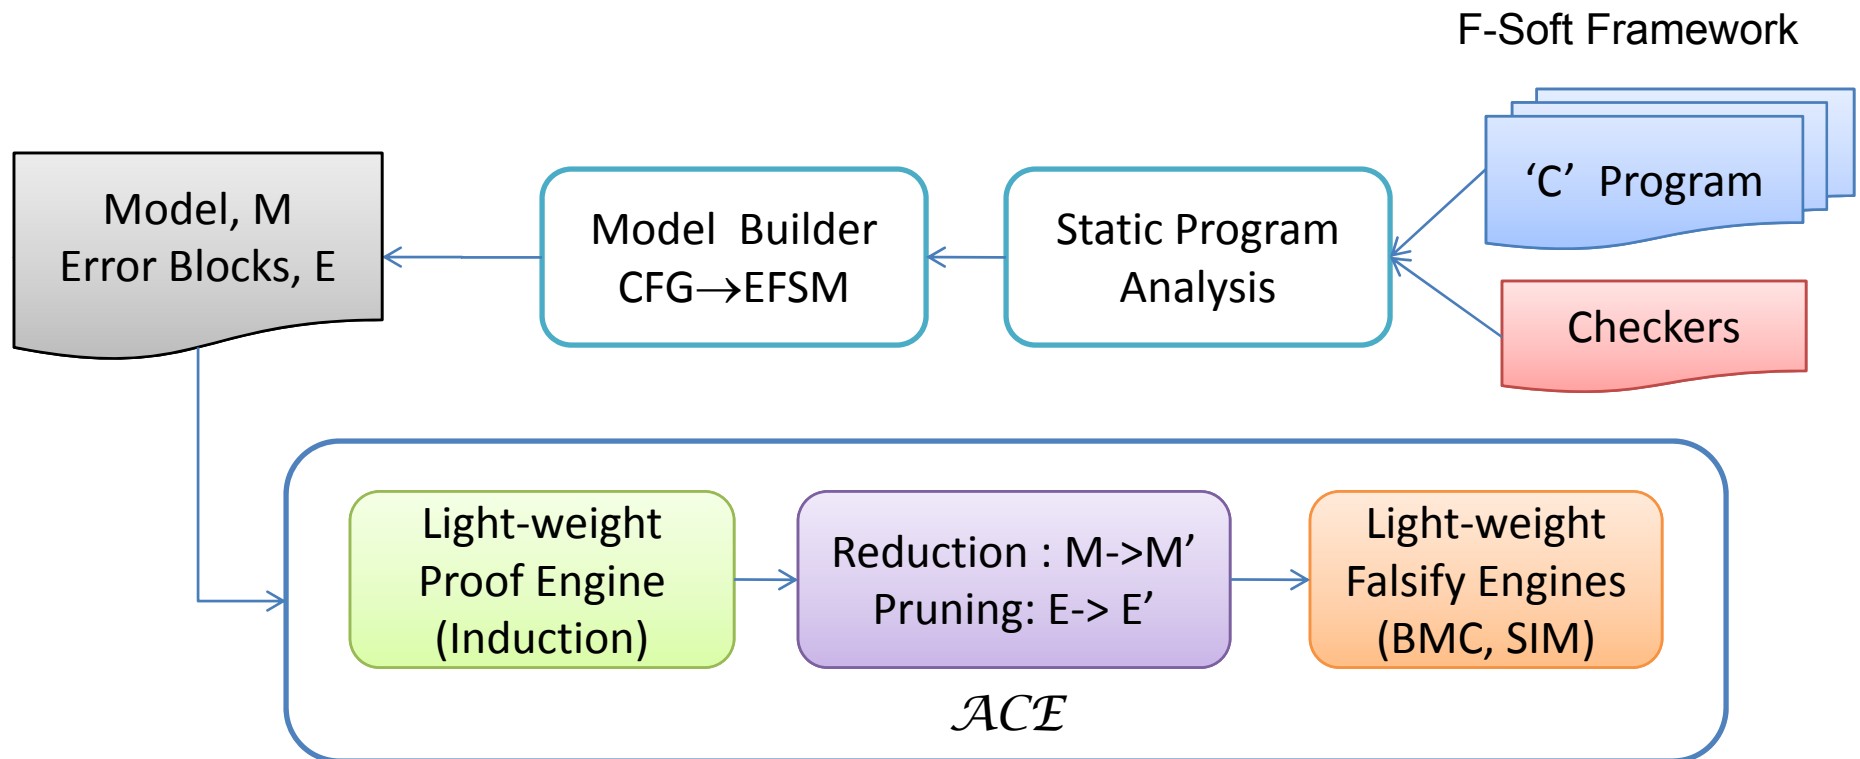 F-Soft Framework
Model, M
Error Blocks, E
Model Builder
CFG→EFSM
Static Program
Analysis
‘C’ Program
Checkers
Light-weight
Proof Engine
(Induction)
Reduction : M->M’
Pruning: E-> E’
Light-weight
Falsify Engines
(BMC, SIM)
ACE